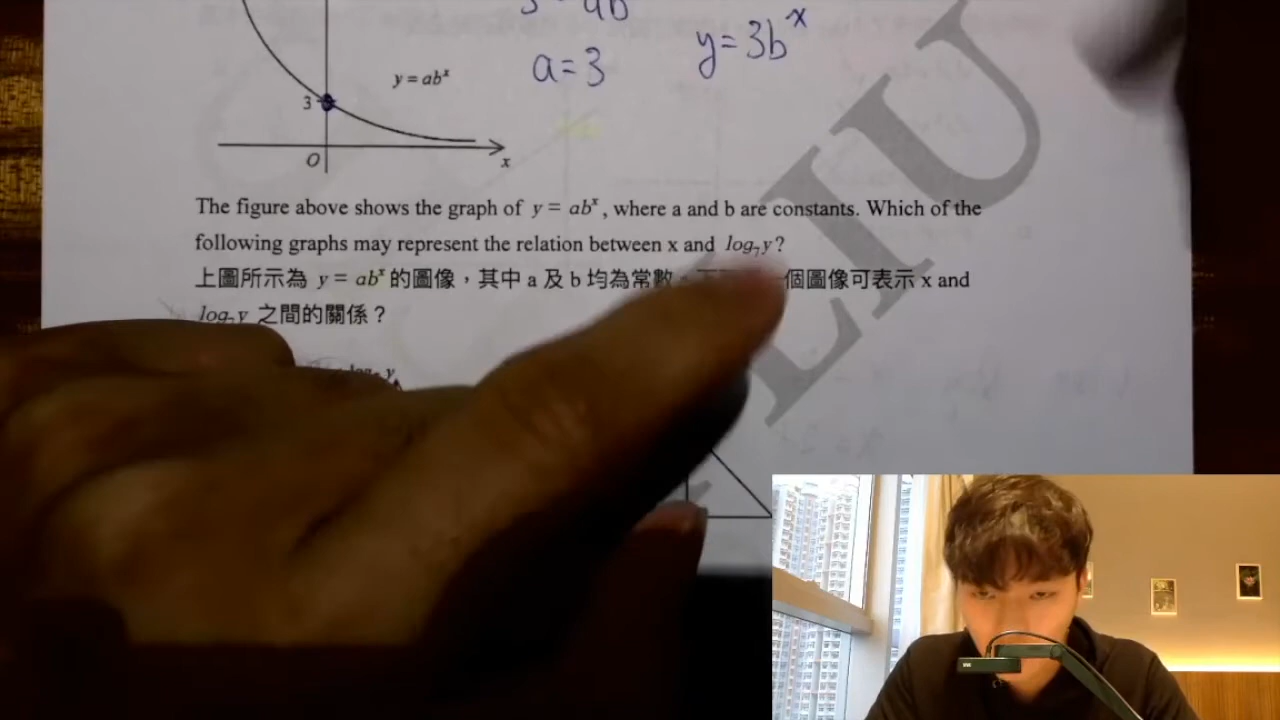 a=3
y=3b^x
y = ab^x
3
O
x
The figure above shows the graph of y = ab^x, where a and b are constants. Which of the
following graphs may represent the relation between x and log₇y?
上圖所示為 y = ab^x 的圖像，其中 a 及 b 均為常數 個圖像可表示 x and
log₇y 之間的關係？
LIU